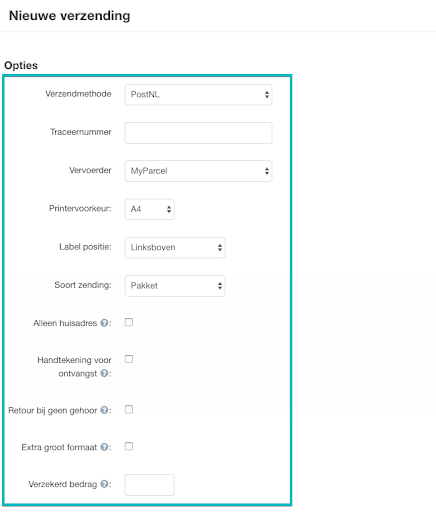 Nieuwe verzending
Opties
Verzendmethode PostNL
Traceernummer
Vervoerder MyParcel
Printervoorkeur: A4
Label positie: Linksboven
Soort zending: Pakket
Alleen huisadres ?:
Handtekening voor
ontvangst ?:
Retour bij geen gehoor ?:
Extra groot formaat ?:
Verzekerd bedrag ?: